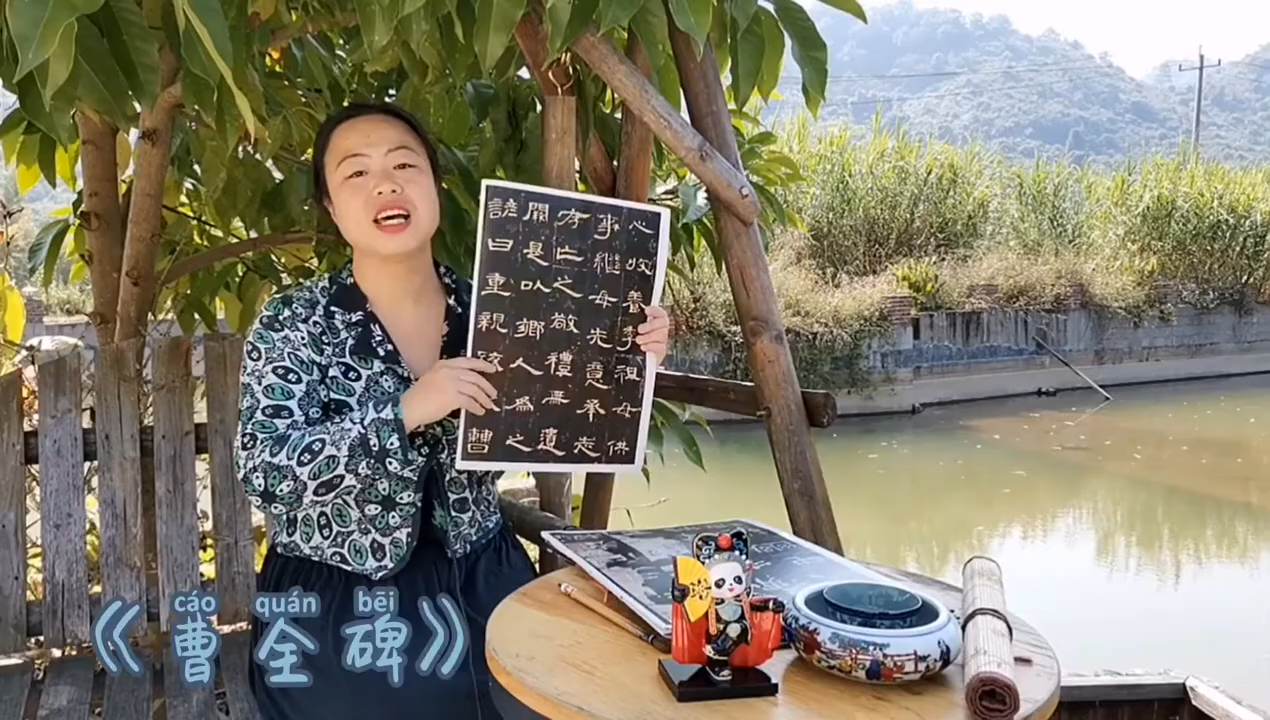 心收養季祖母供
事繼母先意承志
存亡之敬禮無遺
闕是以鄉人為之
諺曰重親致曹
cáo quán bēi
《曹全碑》